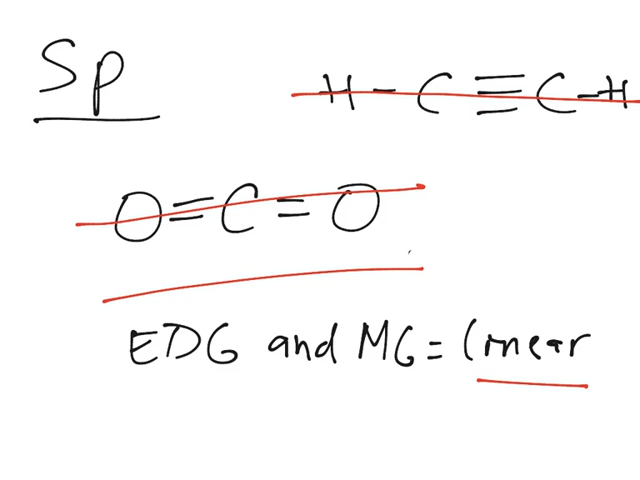 Sp
H-C≡C-H
O=C=O
EDG and MG = linear